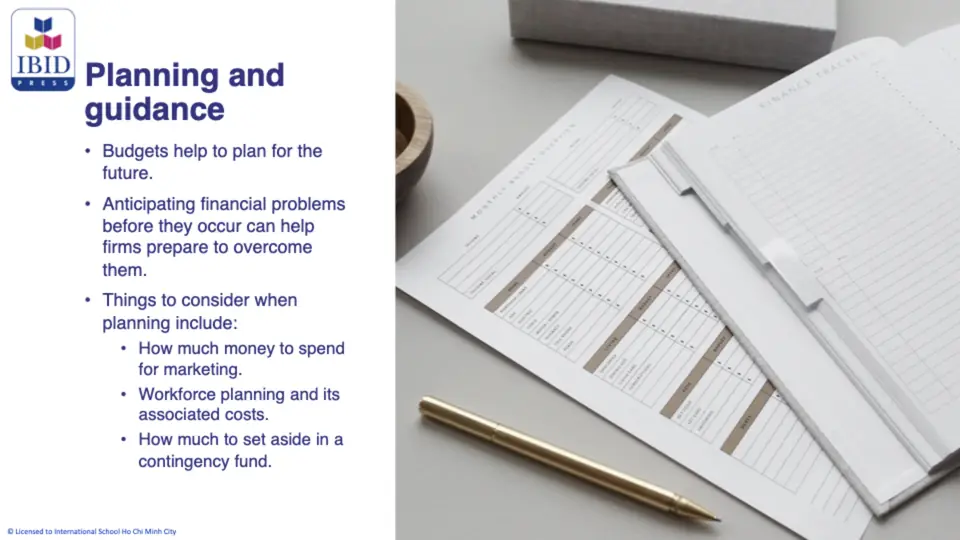 IBID
PRESS
Planning and
guidance
• Budgets help to plan for the
future.
• Anticipating financial problems
before they occur can help
firms prepare to overcome
them.
• Things to consider when
planning include:
• How much money to spend
for marketing.
• Workforce planning and its
associated costs.
• How much to set aside in a
contingency fund.
FINANCE TRACKER
© Licensed to International School Ho Chi Minh City